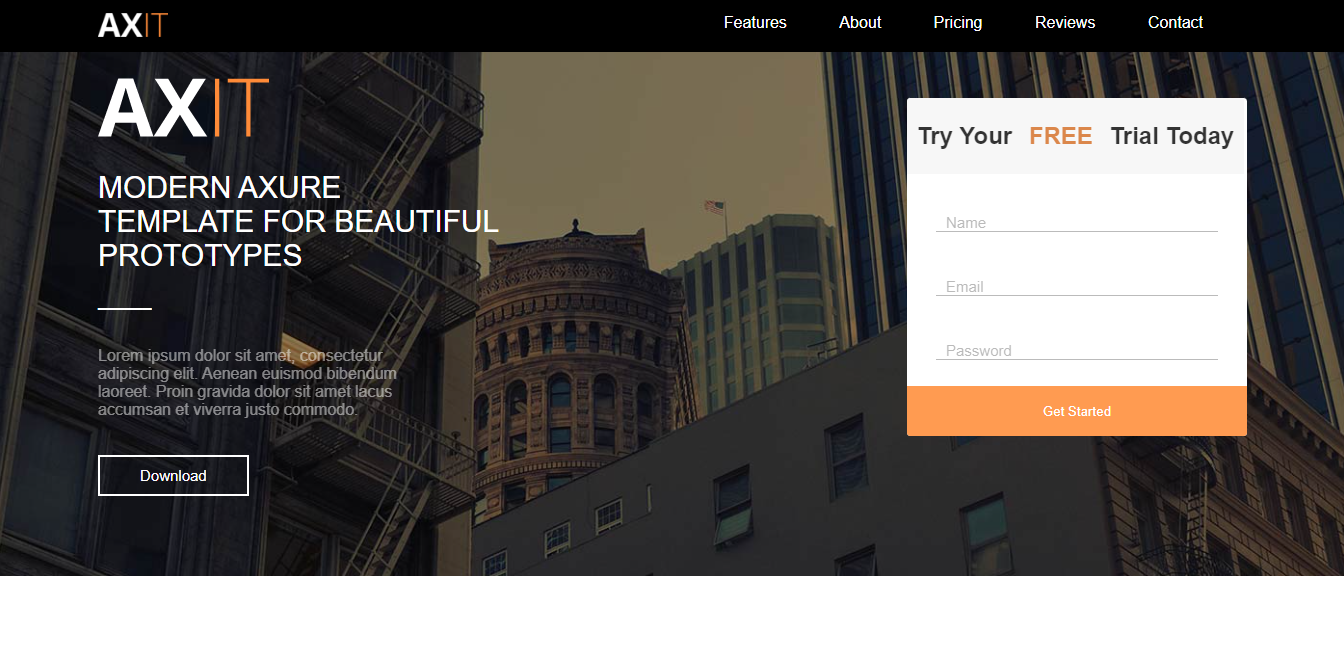 AXIT
Features About Pricing Reviews Contact
AXIT
MODERN AXURE
TEMPLATE FOR BEAUTIFUL
PROTOTYPES
Lorem ipsum dolor sit amet, consectetur
adipiscing elit. Aenean euismod bibendum
laoreet. Proin gravida dolor sit amet lacus
accumsan et viverra justo commodo.
Download
Try Your FREE Trial Today
Name
Email
Password
Get Started